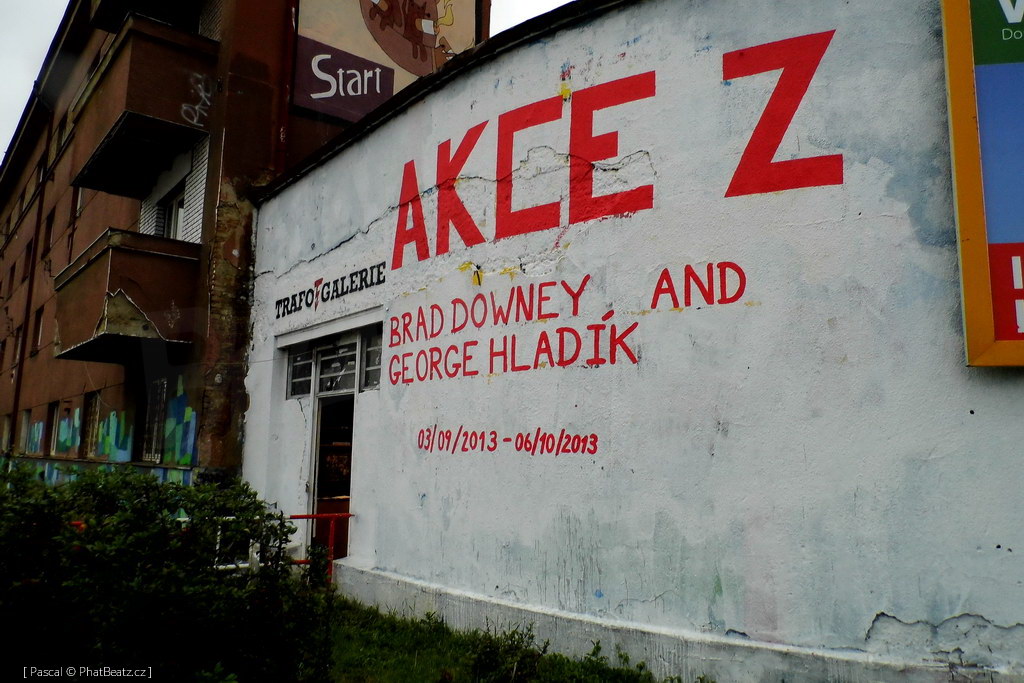 Start
AKCE Z
TRAFO GALERIE
BRAD DOWNEY AND
GEORGE HLADÍK
03/09/2013 - 06/10/2013
[ Pascal © PhatBeatz.cz ]